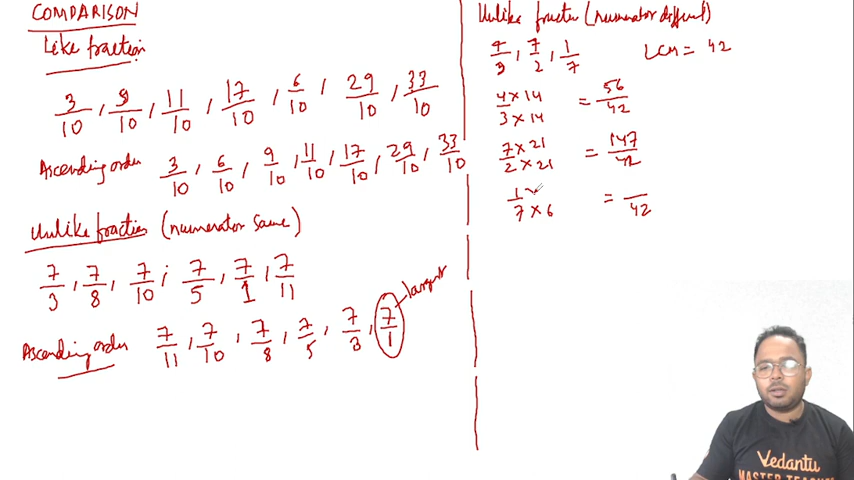 COMPARISON
Like fraction
3/10, 9/10, 11/10, 17/10, 6/10, 29/10, 33/10
Ascending order 3/10, 6/10, 9/10, 11/10, 17/10, 29/10, 33/10
Unlike fraction (numerator same)
7/3, 7/8, 7/10, 7/5, 7/1, 7/11
largest
Ascending order 7/11, 7/10, 7/8, 7/5, 7/3, 7/1
Unlike fractn (numerator different)
4/3, 7/2, 1/7 LCM = 42
4 × 14 / 3 × 14 = 56/42
7 × 21 / 2 × 21 = 147/42
1 × / 7 × 6 = /42
Vedantu
MASTER TEACHER